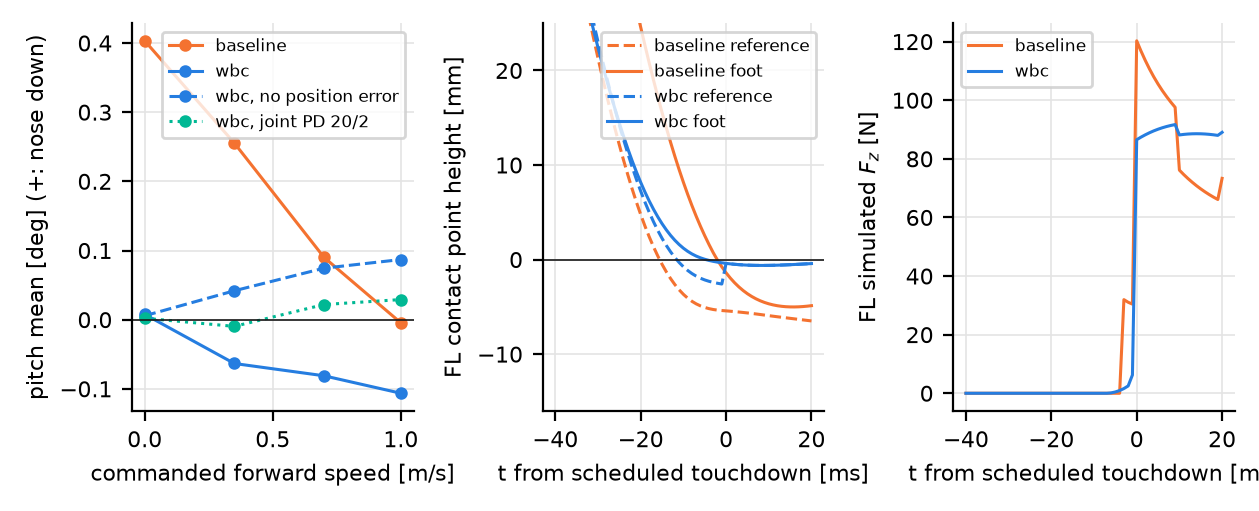 pitch mean [deg] (+: nose down)
0.4
0.3
0.2
0.1
0.0
−0.1
baseline
wbc
wbc, no position error
wbc, joint PD 20/2
0.0
0.5
1.0
commanded forward speed [m/s]
FL contact point height [mm]
20
10
0
−10
baseline reference
baseline foot
wbc reference
wbc foot
−40
−20
0
20
t from scheduled touchdown [ms]
FL simulated Fz [N]
120
100
80
60
40
20
0
baseline
wbc
−40
−20
0
20
t from scheduled touchdown [m